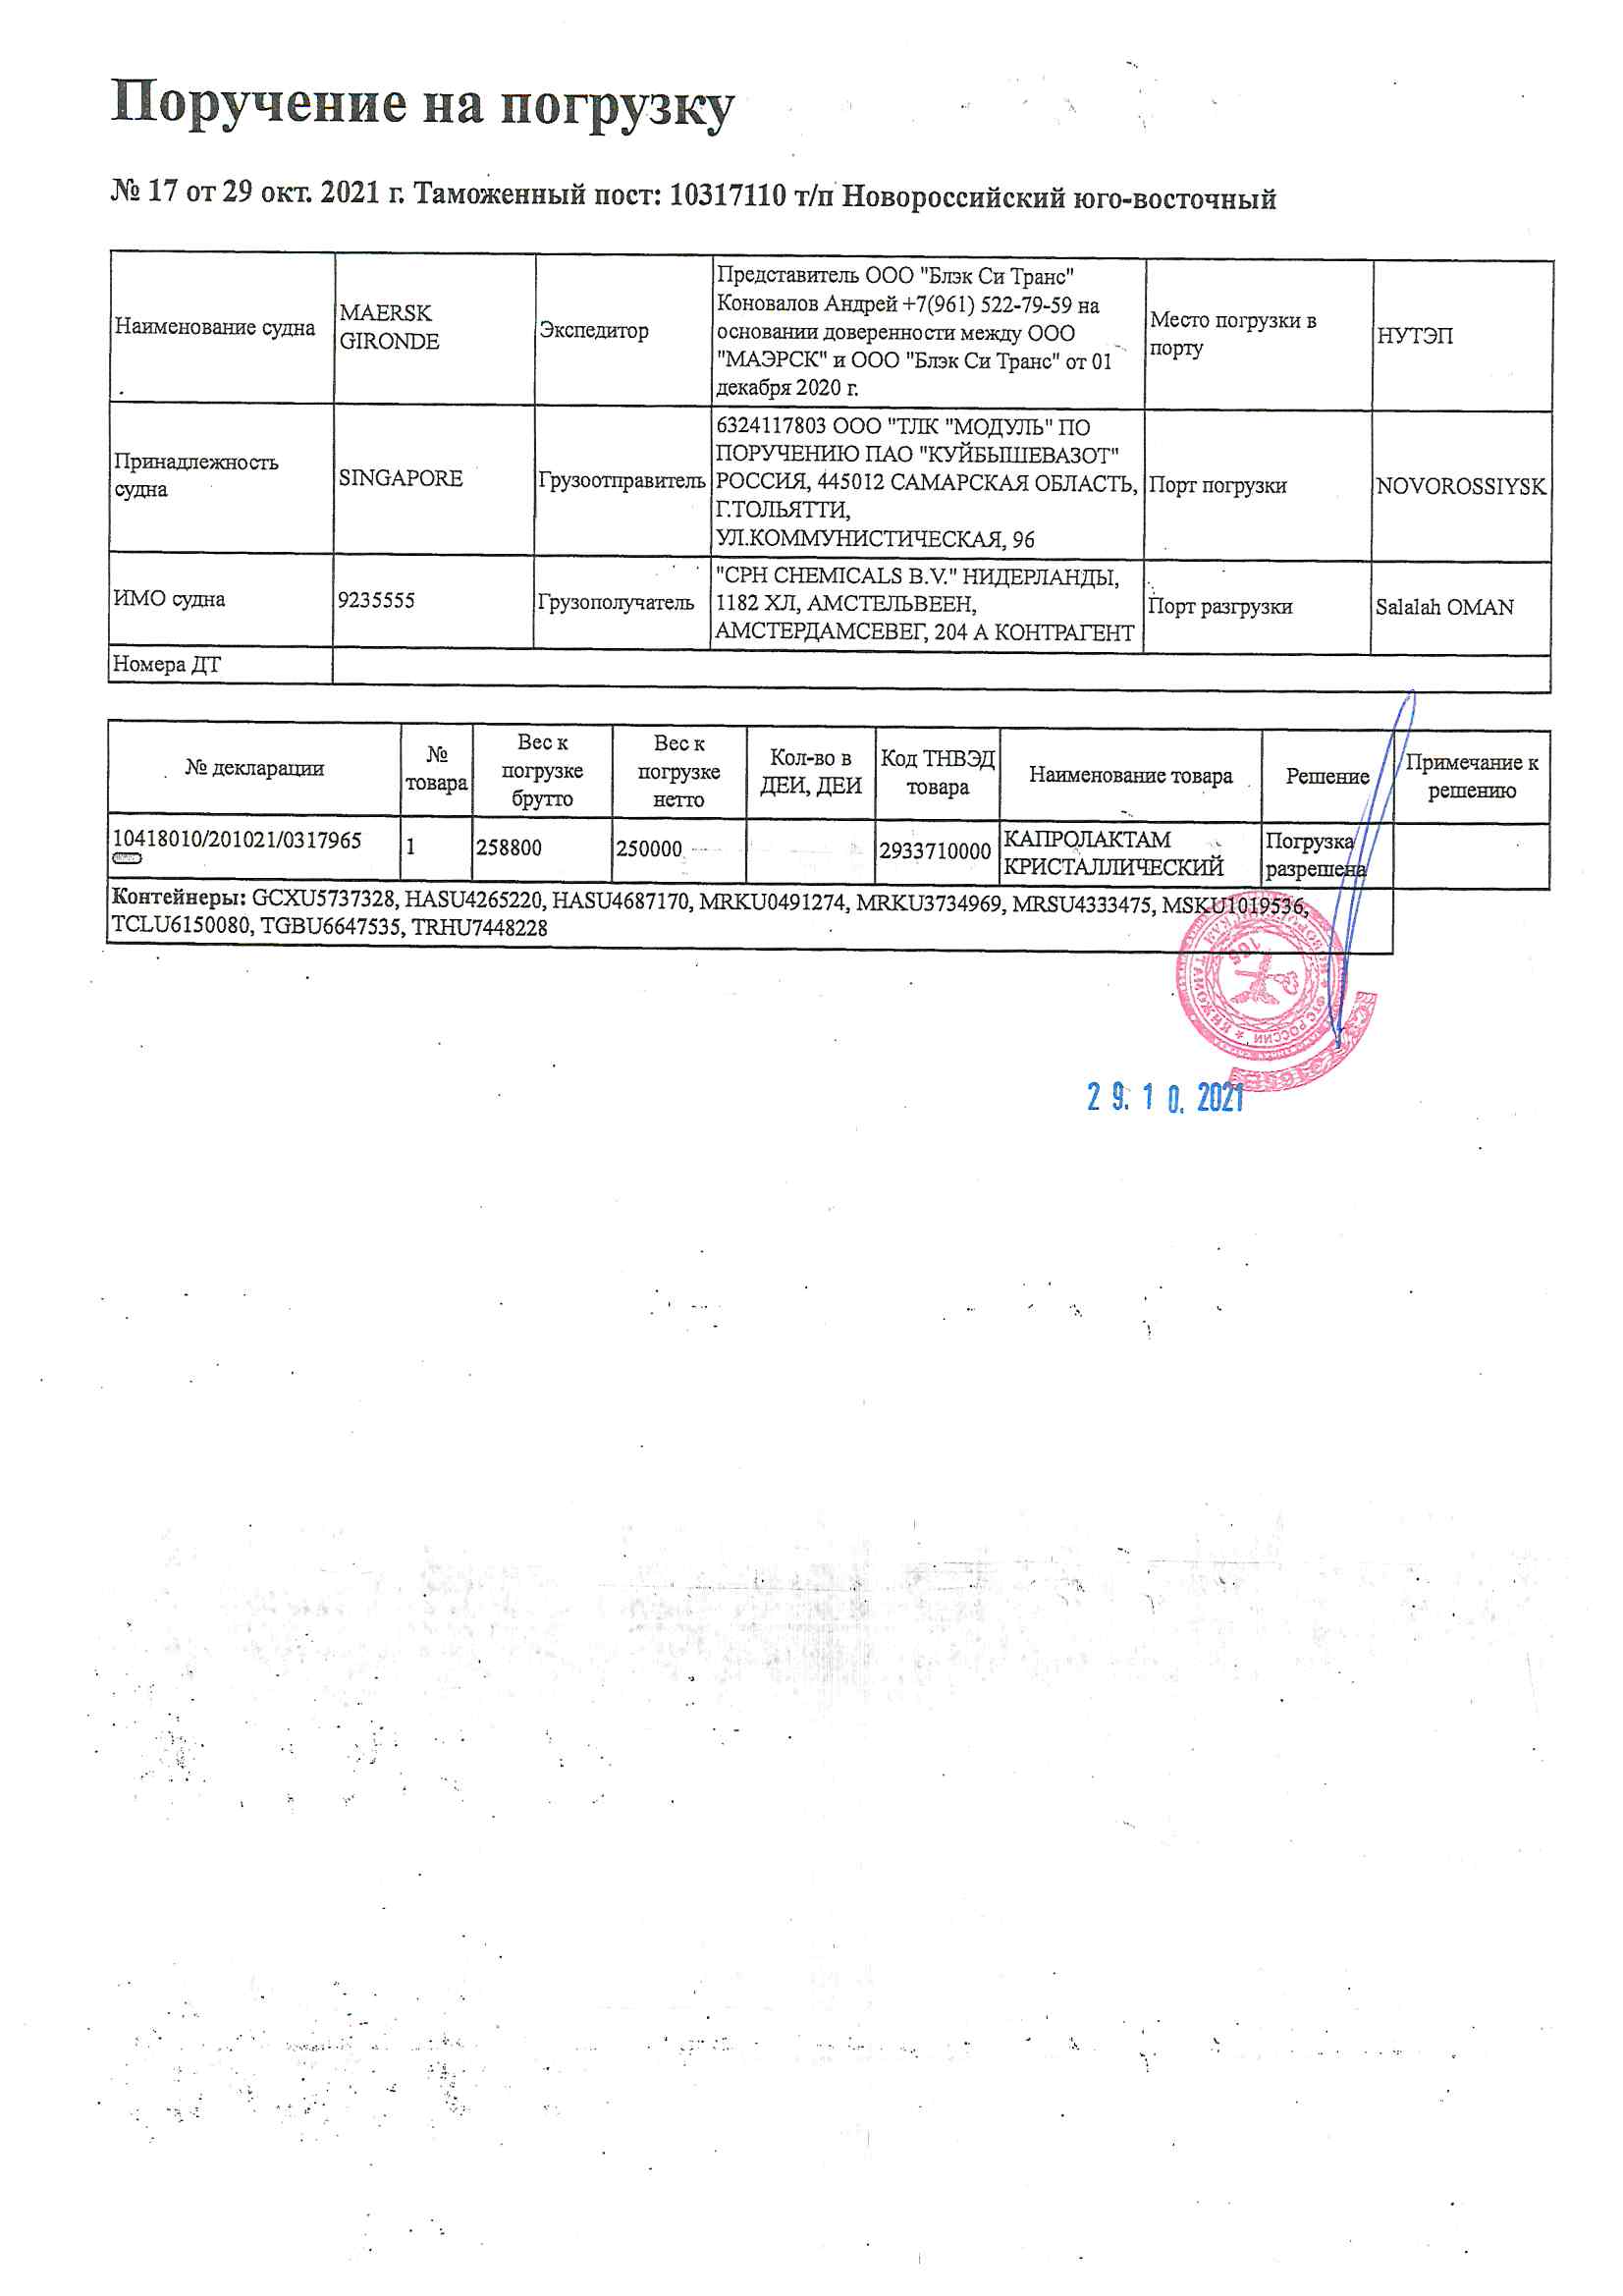 Поручение на погрузку
№ 17 от 29 окт. 2021 г. Таможенный пост: 10317110 т/п Новороссийский юго-восточный
Наименование судна
MAERSK
GIRONDE
Экспедитор
Представитель ООО "Блэк Си Транс"
Коновалов Андрей +7(961) 522-79-59 на
основании доверенности между ООО
"МАЭРСК" и ООО "Блэк Си Транс" от 01
декабря 2020 г.
Место погрузки в
порту
НУТЭП
Принадлежность
судна
SINGAPORE
Грузоотправитель
6324117803 ООО "ТЛК "МОДУЛЬ" ПО
ПОРУЧЕНИЮ ПАО "КУЙБЫШЕВАЗОТ"
РОССИЯ, 445012 САМАРСКАЯ ОБЛАСТЬ,
Г.ТОЛЬЯТТИ,
УЛ.КОММУНИСТИЧЕСКАЯ, 96
Порт погрузки
NOVOROSSIYSK
ИМО судна
9235555
Грузополучатель
"CPH CHEMICALS B.V." НИДЕРЛАНДЫ,
1182 ХЛ, АМСТЕЛЬВЕЕН,
АМСТЕРДАМСЕВЕГ, 204 А КОНТРАГЕНТ
Порт разгрузки
Salalah OMAN
Номера ДТ
№ декларации
№
товара
Вес к
погрузке
брутто
Вес к
погрузке
нетто
Кол-во в
ДЕИ, ДЕИ
Код ТНВЭД
товара
Наименование товара
Решение
Примечание к
решению
10418010/201021/0317965
1
258800
250000
2933710000
КАПРОЛАКТАМ
КРИСТАЛЛИЧЕСКИЙ
Погрузка
разрешена
Контейнеры: GCXU5737328, HASU4265220, HASU4687170, MRKU0491274, MRKU3734969, MRSU4333475, MSKU1019536,
TCLU6150080, TGBU6647535, TRHU7448228
ТАМОЖНЯ * ФТС РОССИИ *
165
29. 10. 2021